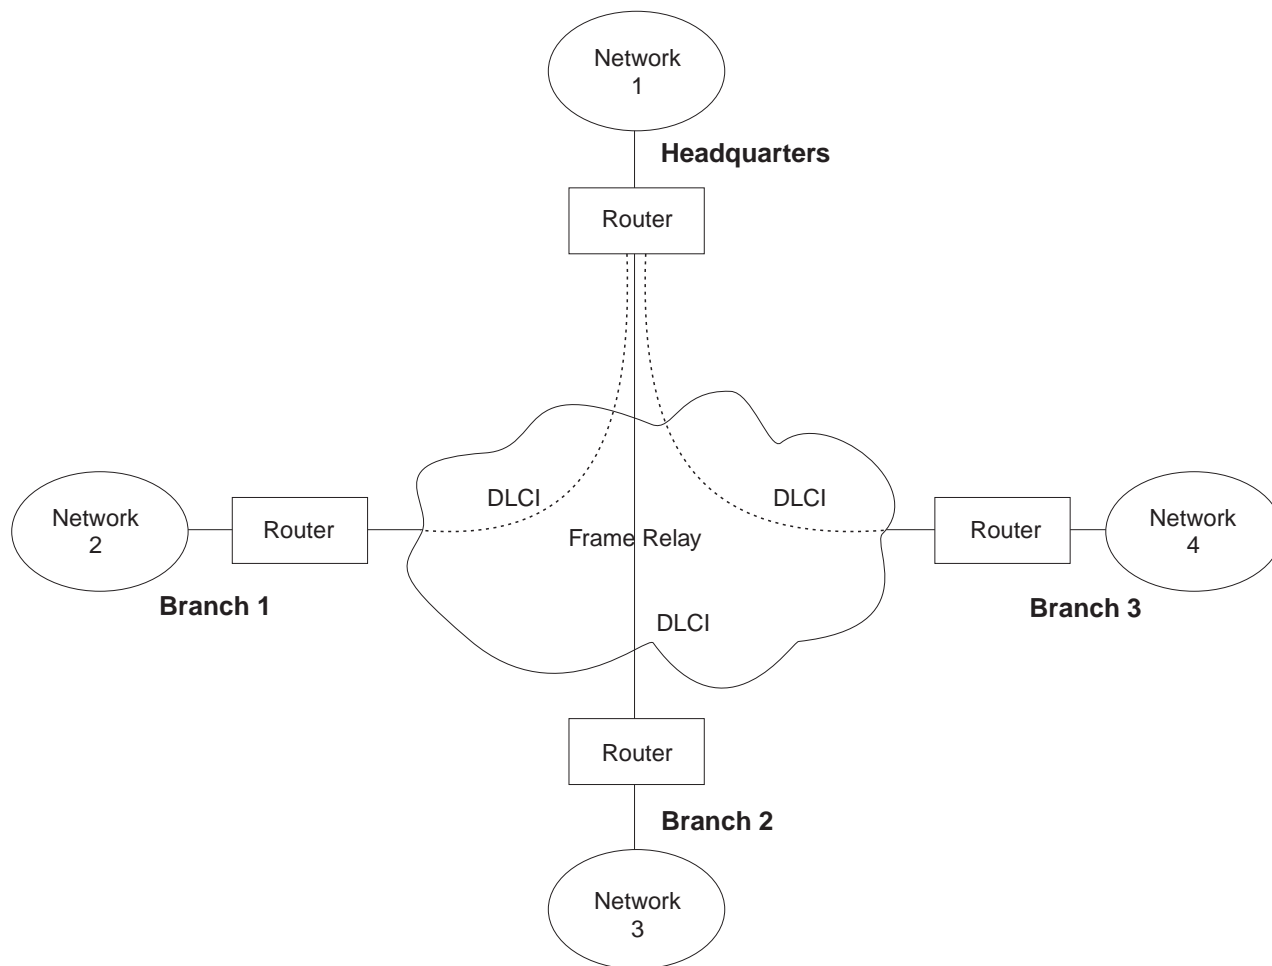 Network
1
Headquarters
Router
DLCI
DLCI
Network
2
Router
Frame Relay
Router
Network
4
Branch 1
Branch 3
DLCI
Router
Branch 2
Network
3